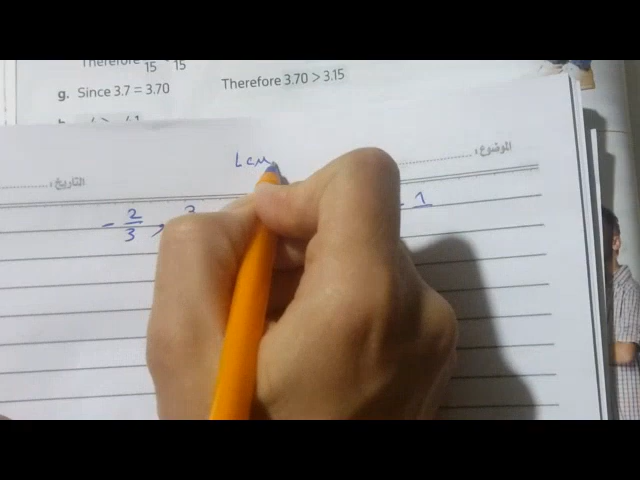 Therefore 15 15
g. Since 3.7 = 3.70 Therefore 3.70 > 3.15
الموضوع: التاريخ:
LCM
- 2/3 , 3 - 1